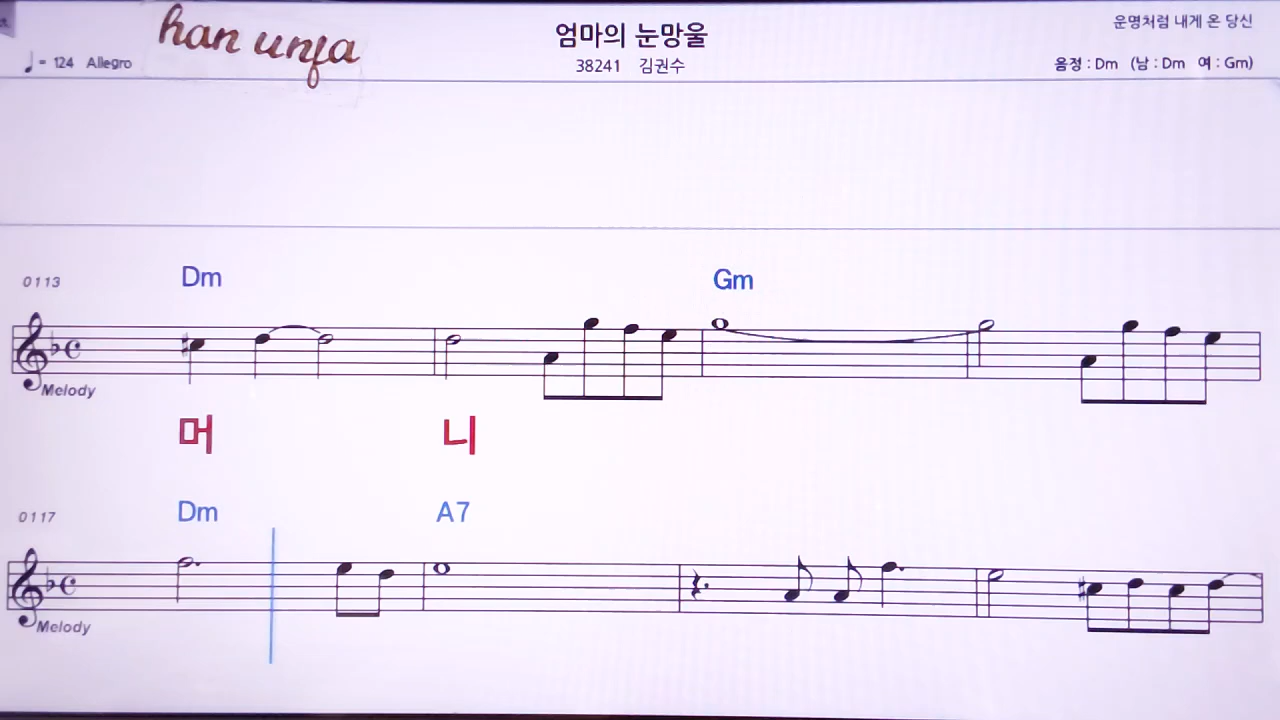 han unfa
엄마의 눈망울
운명처럼 내게 온 당신
♩= 124 Allegro
38241 김권수
음정 : Dm (남 : Dm 여 : Gm)
0113 Dm Gm
Melody
머 니
0117 Dm A7
Melody